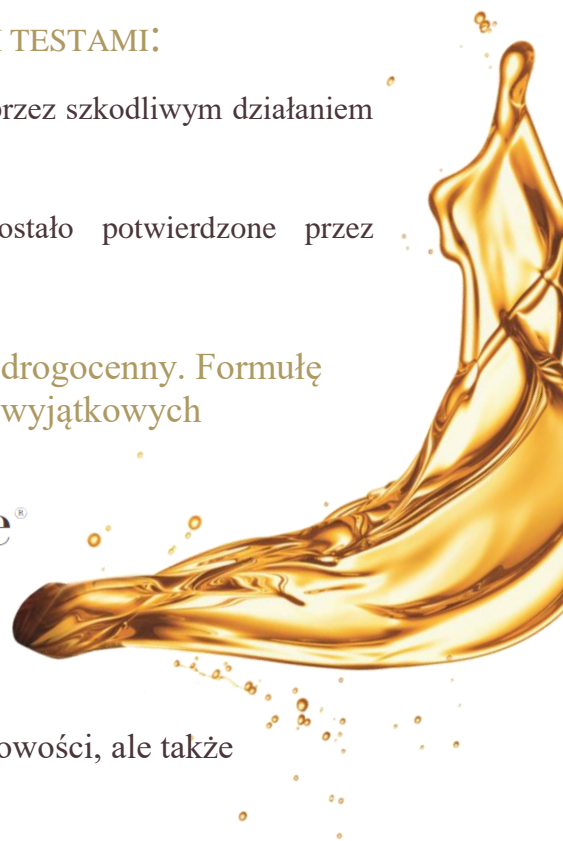 TESTAMI:
przez szkodliwym działaniem
ostało potwierdzone przez
drogocenny. Formułę
wyjątkowych
e®
owości, ale także